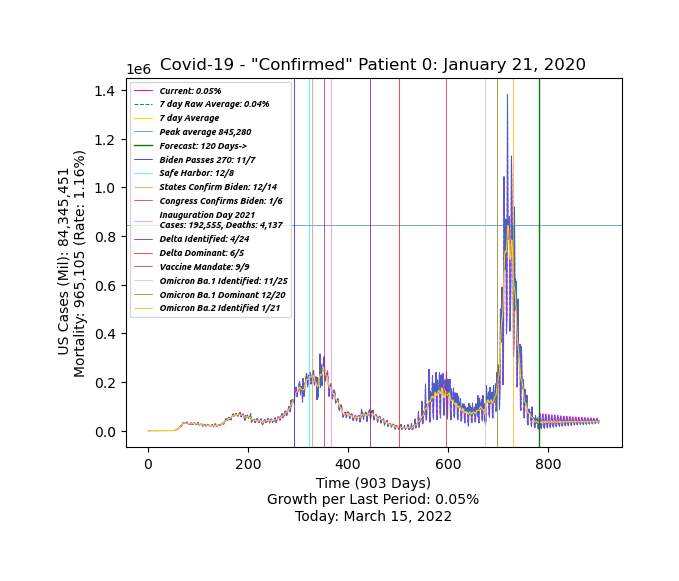 Covid-19 - "Confirmed" Patient 0: January 21, 2020
1e6
1.4
1.2
1.0
0.8
0.6
0.4
0.2
0.0
US Cases (Mil): 84,345,451
Mortality: 965,105 (Rate: 1.16%)
Current: 0.05%
7 day Raw Average: 0.04%
7 day Average
Peak average 845,280
Forecast: 120 Days->
Biden Passes 270: 11/7
Safe Harbor: 12/8
States Confirm Biden: 12/14
Congress Confirms Biden: 1/6
Inauguration Day 2021
Cases: 192,555, Deaths: 4,137
Delta Identified: 4/24
Delta Dominant: 6/5
Vaccine Mandate: 9/9
Omicron Ba.1 Identified: 11/25
Omicron Ba.1 Dominant 12/20
Omicron Ba.2 Identified 1/21
0 200 400 600 800
Time (903 Days)
Growth per Last Period: 0.05%
Today: March 15, 2022